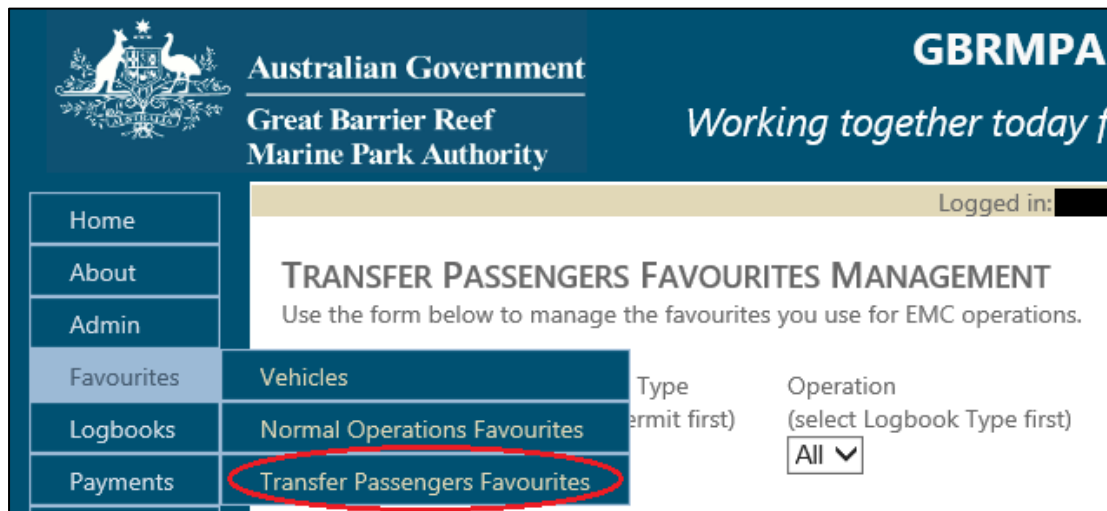 Australian Government
Great Barrier Reef
Marine Park Authority
GBRMPA
Working together today f
Logged in:
Home
About
Admin
Favourites
Logbooks
Payments
TRANSFER PASSENGERS FAVOURITES MANAGEMENT
Use the form below to manage the favourites you use for EMC operations.
Vehicles
Normal Operations Favourites
Transfer Passengers Favourites
Type
ermit first)
Operation
(select Logbook Type first)
All